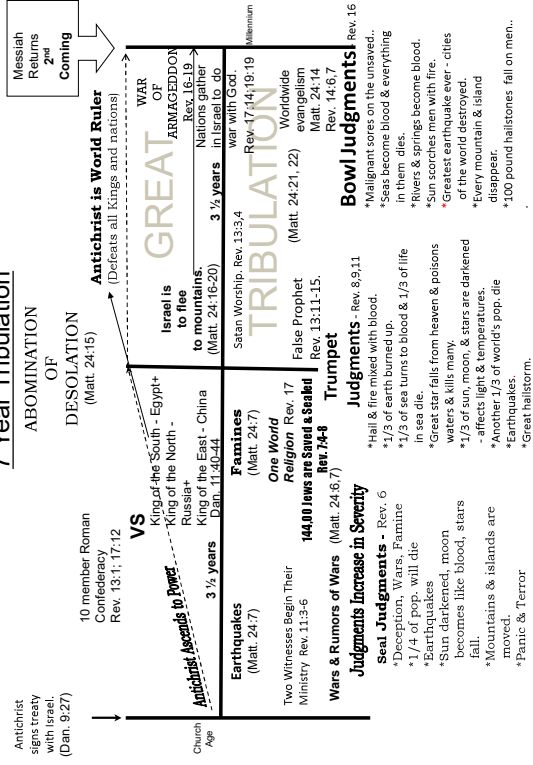 7 Year Tribulation
Antichrist
signs treaty
with Israel.
(Dan. 9:27)
10 member Roman
Confederacy
Rev. 13:1; 17:12
ABOMINATION
OF
DESOLATION
(Matt. 24:15)
Antichrist is World Ruler
(Defeats all Kings and nations)
Messiah
Returns
2nd
Coming
VS
King of the South - Egypt+
King of the North -
Russia+
King of the East - China
Dan. 11:40-44
Antichrist Ascends to Power
3 ½ years
Church
Age
GREAT
Israel is
to flee
to mountains.
(Matt. 24:16-20)
WAR
OF
ARMAGEDDON
Rev. 16-19
Nations gather
in Israel to do
war with God.
Rev. 17:14;19:19
3 ½ years
Millennium
Earthquakes
(Matt. 24:7)
Famines
(Matt. 24:7)
Satan Worship. Rev. 13:3,4
TRIBULATION
(Matt. 24:21, 22)
Two Witnesses Begin Their
Ministry Rev. 11:3-6
One World
Religion Rev. 17
144,00 Jews are Saved & Sealed
Rev. 7:4-8
False Prophet
Rev. 13:11-15.
Worldwide
evangelism
Matt. 24:14
Rev. 14:6,7
Wars & Rumors of Wars (Matt. 24:6,7)
Judgments Increase in Severity
Seal Judgments - Rev. 6
*Deception, Wars, Famine
*1/4 of pop. will die
*Earthquakes
*Sun darkened, moon
becomes like blood, stars
fall.
*Mountains & islands are
moved.
*Panic & Terror
Trumpet
Judgments - Rev. 8,9,11
*Hail & fire mixed with blood.
*1/3 of earth burned up.
*1/3 of sea turns to blood & 1/3 of life
in sea die.
*Great star falls from heaven & poisons
waters & kills many.
*1/3 of sun, moon, & stars are darkened
- affects light & temperatures.
*Another 1/3 of world's pop. die
*Earthquakes.
*Great hailstorm.
Bowl Judgments - Rev. 16
*Malignant sores on the unsaved..
*Seas become blood & everything
in them dies.
*Rivers & springs become blood.
*Sun scorches men with fire.
*Greatest earthquake ever - cities
of the world destroyed.
*Every mountain & island
disappear.
*100 pound hailstones fall on men..
.